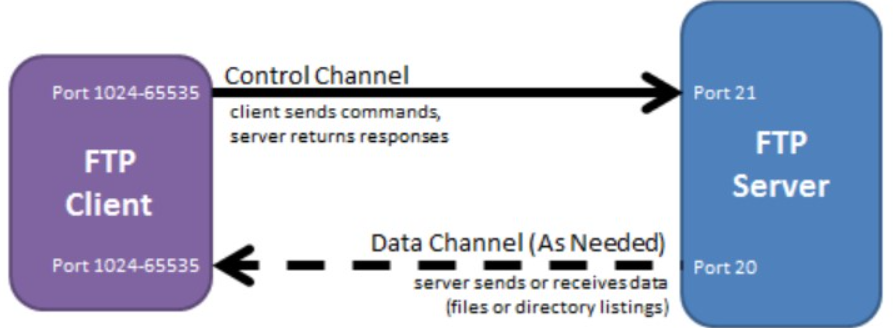 Control Channel
Port 1024-65535
Port 21
client sends commands,
server returns responses
FTP
Client
FTP
Server
Data Channel (As Needed)
Port 1024-65535
Port 20
server sends or receives data
(files or directory listings)